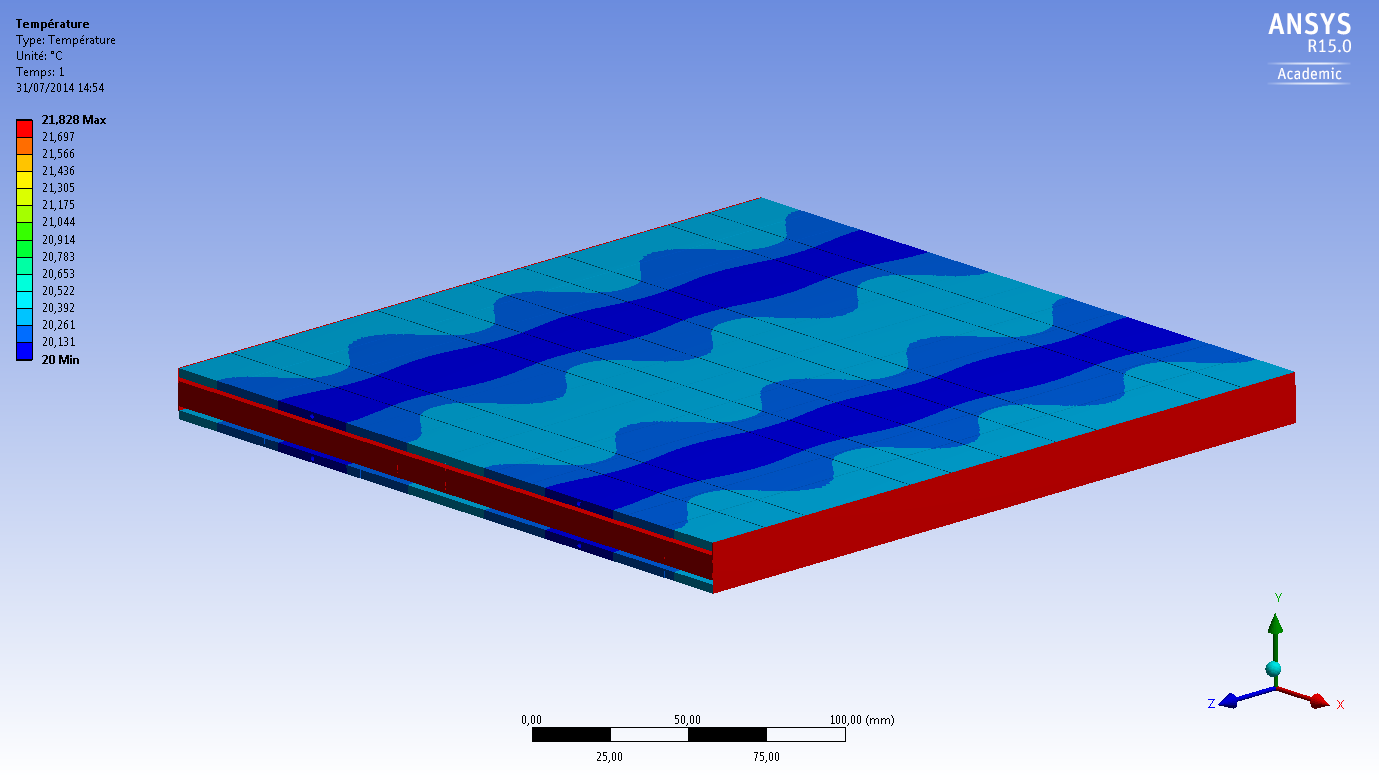 Température
Type: Température
Unité: °C
Temps: 1
31/07/2014 14:54
ANSYS
R15.0
Academic
21,828 Max
21,697
21,566
21,436
21,305
21,175
21,044
20,914
20,783
20,653
20,522
20,392
20,261
20,131
20 Min
Y
Z
X
0,00 50,00 100,00 (mm)
25,00 75,00